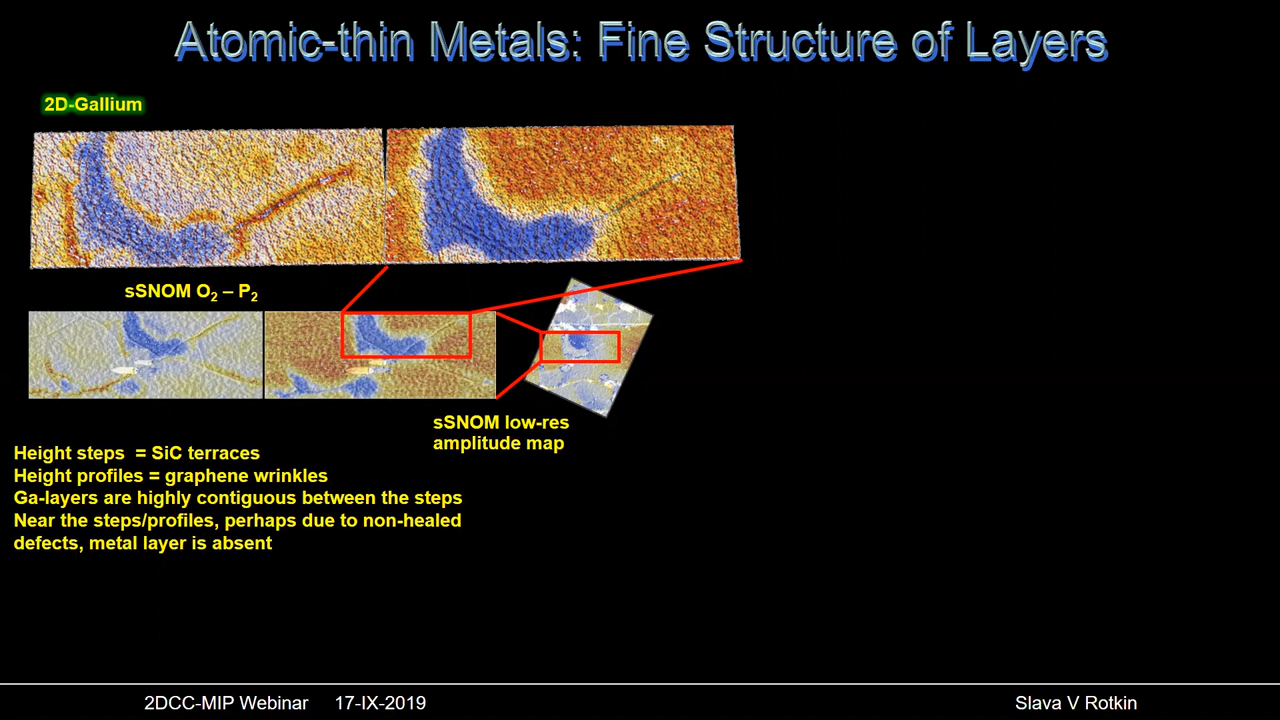 Atomic-thin Metals: Fine Structure of Layers
2D-Gallium
sSNOM O₂ – P₂
sSNOM low-res
amplitude map
Height steps  = SiC terraces
Height profiles = graphene wrinkles
Ga-layers are highly contiguous between the steps
Near the steps/profiles, perhaps due to non-healed
defects, metal layer is absent
2DCC-MIP Webinar 17-IX-2019 Slava V Rotkin